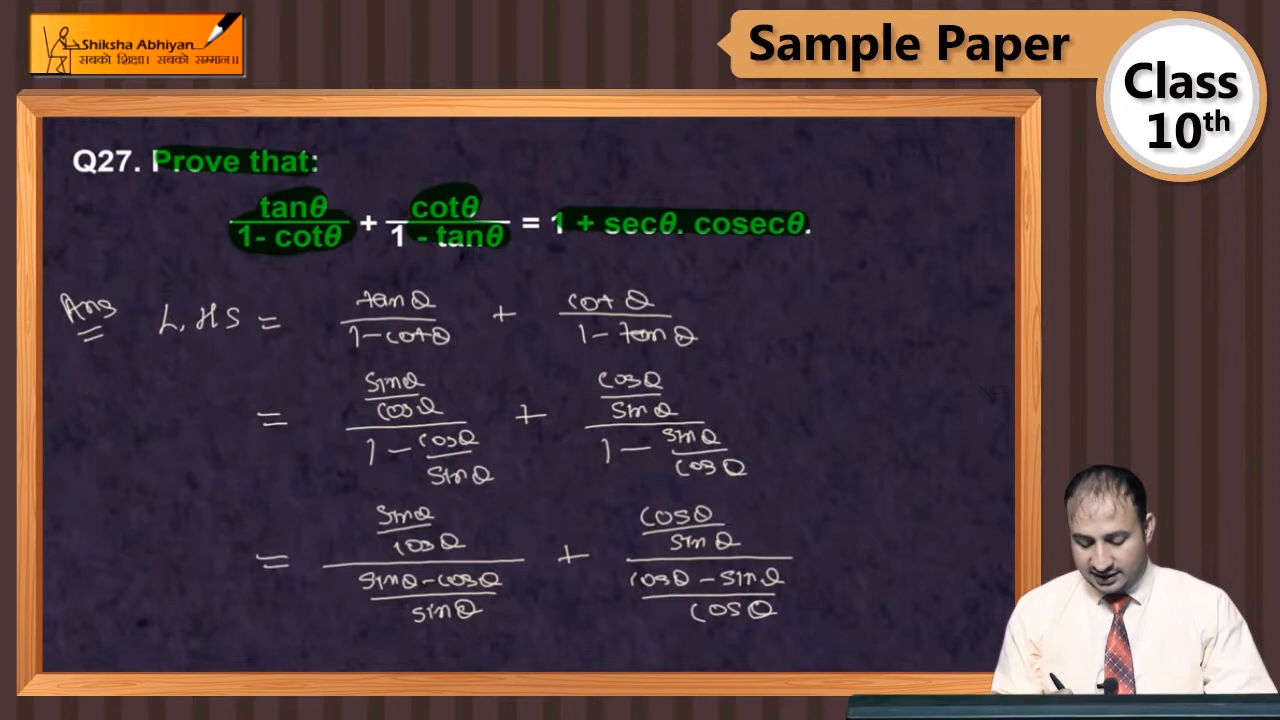 Shiksha Abhiyan
सबको शिक्षा। सबको सम्मान॥
Sample Paper
Class
10th
Q27. Prove that:
tanθ/1- cotθ + cotθ/1 - tanθ = 1 + secθ. cosecθ.
Ans L.HS = tanθ/1-cotθ + cotθ/1-tanθ
= (sinθ/cosθ)/(1-cosθ/sinθ) + (cosθ/sinθ)/(1-sinθ/cosθ)
= (sinθ/cosθ)/((sinθ-cosθ)/sinθ) + (cosθ/sinθ)/((cosθ-sinθ)/cosθ)